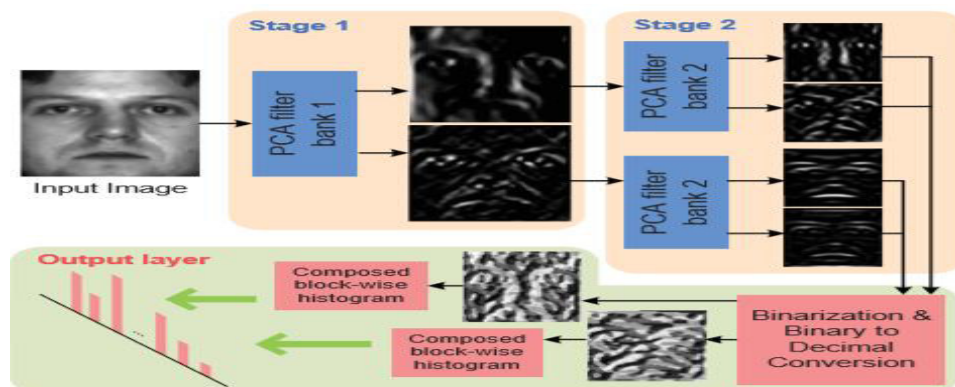 Stage 1
Stage 2
PCA filter
bank 1
PCA filter
bank 2
PCA filter
bank 2
Input Image
Output layer
Composed
block-wise
histogram
Composed
block-wise
histogram
Binarization &
Binary to
Decimal
Conversion
...